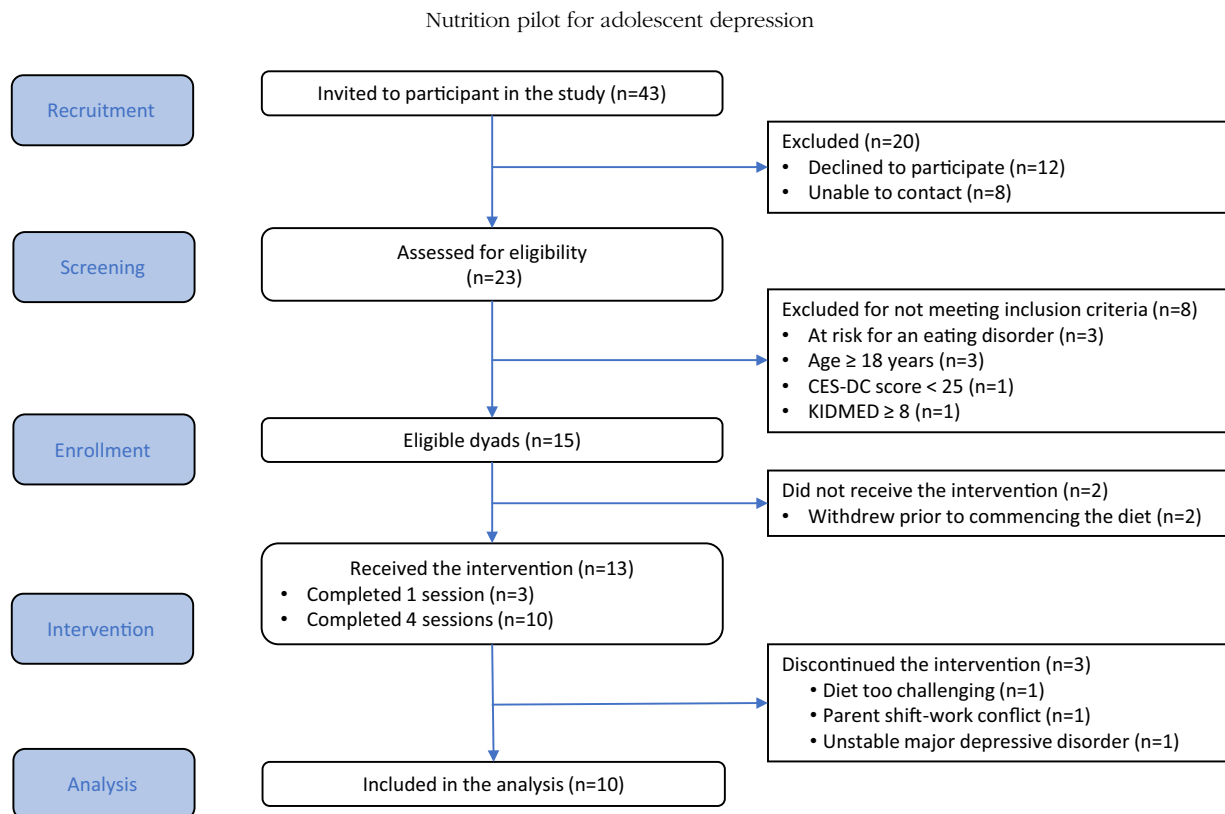 Nutrition pilot for adolescent depression
Recruitment
Invited to participant in the study (n=43)
Excluded (n=20)
• Declined to participate (n=12)
• Unable to contact (n=8)
Screening
Assessed for eligibility
(n=23)
Excluded for not meeting inclusion criteria (n=8)
• At risk for an eating disorder (n=3)
• Age ≥ 18 years (n=3)
• CES-DC score < 25 (n=1)
• KIDMED ≥ 8 (n=1)
Enrollment
Eligible dyads (n=15)
Did not receive the intervention (n=2)
• Withdrew prior to commencing the diet (n=2)
Intervention
Received the intervention (n=13)
• Completed 1 session (n=3)
• Completed 4 sessions (n=10)
Discontinued the intervention (n=3)
• Diet too challenging (n=1)
• Parent shift-work conflict (n=1)
• Unstable major depressive disorder (n=1)
Analysis
Included in the analysis (n=10)